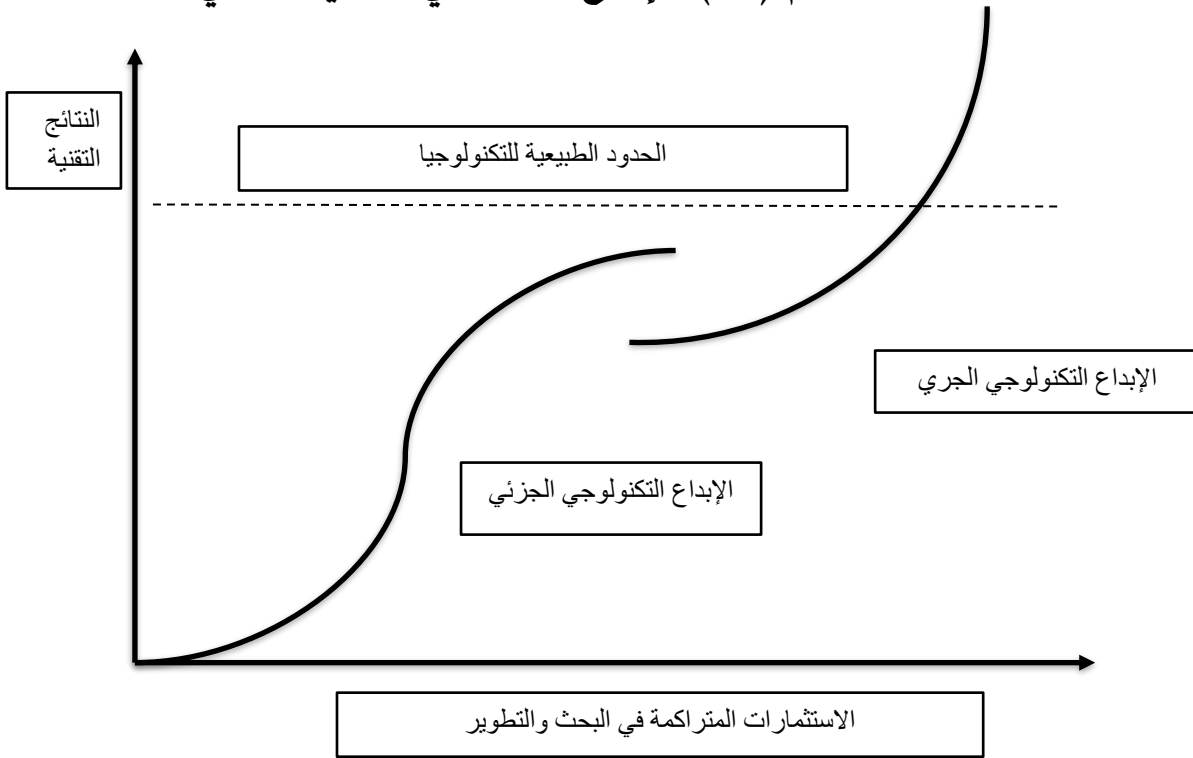 النتائج
التقنية
الحدود الطبيعية للتكنولوجيا
الإبداع التكنولوجي الجري
الإبداع التكنولوجي الجزئي
الاستثمارات المتراكمة في البحث والتطوير